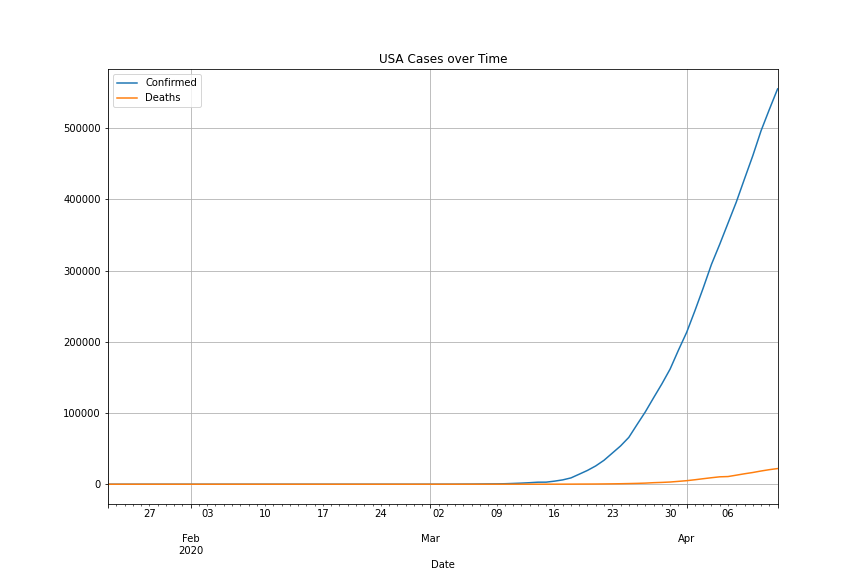 USA Cases over Time
Confirmed
Deaths
500000
400000
300000
200000
100000
0
27 03 10 17 24 02 09 16 23 30 06
Feb Mar Apr
2020
Date